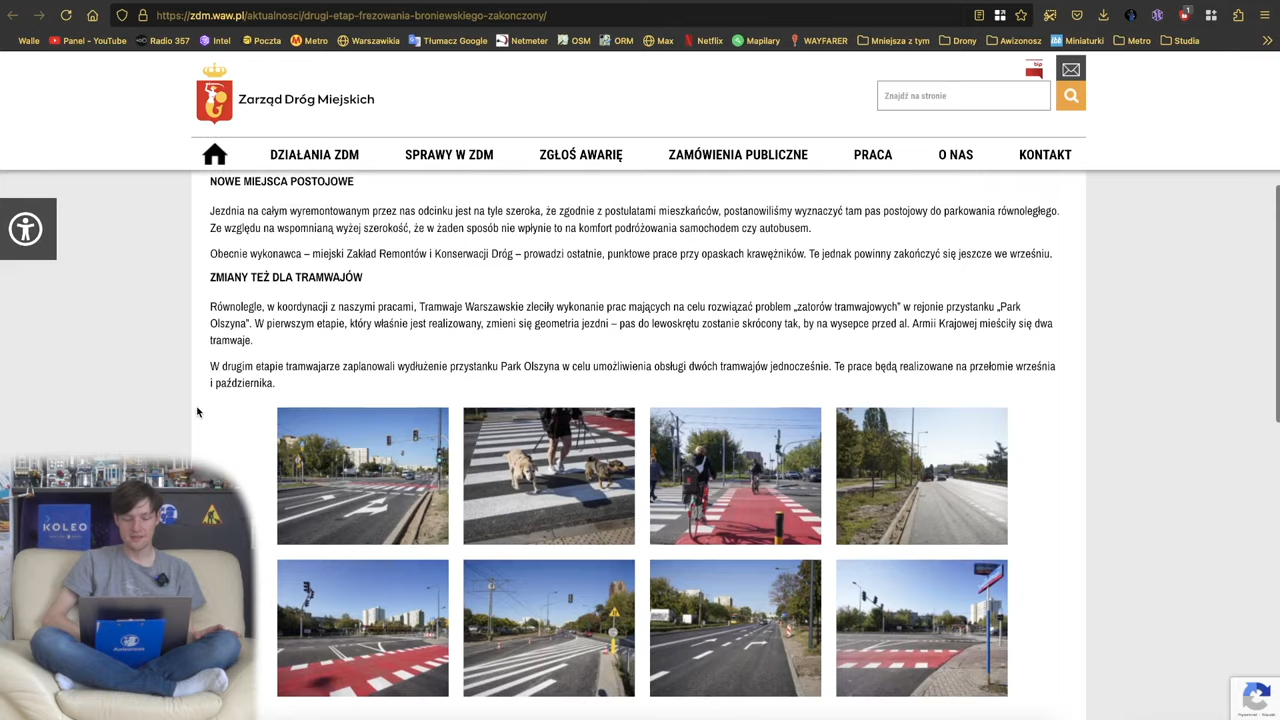 https://zdm.waw.pl/aktualnosci/drugi-etap-frezowania-broniewskiego-zakonczony/
Walle Panel - YouTube Radio 357 Intel Poczta Metro Warszawikia Tłumacz Google Netmeter OSM ORM Max Netflix Mapilary WAYFARER Mniejsza z tym Drony Awizonosz Miniaturki Metro Studia
Zarząd Dróg Miejskich
bip
Znajdź na stronie
DZIAŁANIA ZDM SPRAWY W ZDM ZGŁOŚ AWARIĘ ZAMÓWIENIA PUBLICZNE PRACA O NAS KONTAKT
NOWE MIEJSCA POSTOJOWE
Jezdnia na całym wyremontowanym przez nas odcinku jest na tyle szeroka, że zgodnie z postulatami mieszkańców, postanowiliśmy wyznaczyć tam pas postojowy do parkowania równoległego.
Ze względu na wspomnianą wyżej szerokość, że w żaden sposób nie wpłynie to na komfort podróżowania samochodem czy autobusem.
Obecnie wykonawca – miejski Zakład Remontów i Konserwacji Dróg – prowadzi ostatnie, punktowe prace przy opaskach krawężników. Te jednak powinny zakończyć się jeszcze we wrześniu.
ZMIANY TEŻ DLA TRAMWAJÓW
Równolegle, w koordynacji z naszymi pracami, Tramwaje Warszawskie zleciły wykonanie prac mających na celu rozwiązać problem „zatorów tramwajowych” w rejonie przystanku „Park
Olszyna”. W pierwszym etapie, który właśnie jest realizowany, zmieni się geometria jezdni – pas do lewoskrętu zostanie skrócony tak, by na wysepce przed al. Armii Krajowej mieściły się dwa
tramwaje.
W drugim etapie tramwajarze zaplanowali wydłużenie przystanku Park Olszyna w celu umożliwienia obsługi dwóch tramwajów jednocześnie. Te prace będą realizowane na przełomie września
i października.
KOLEO